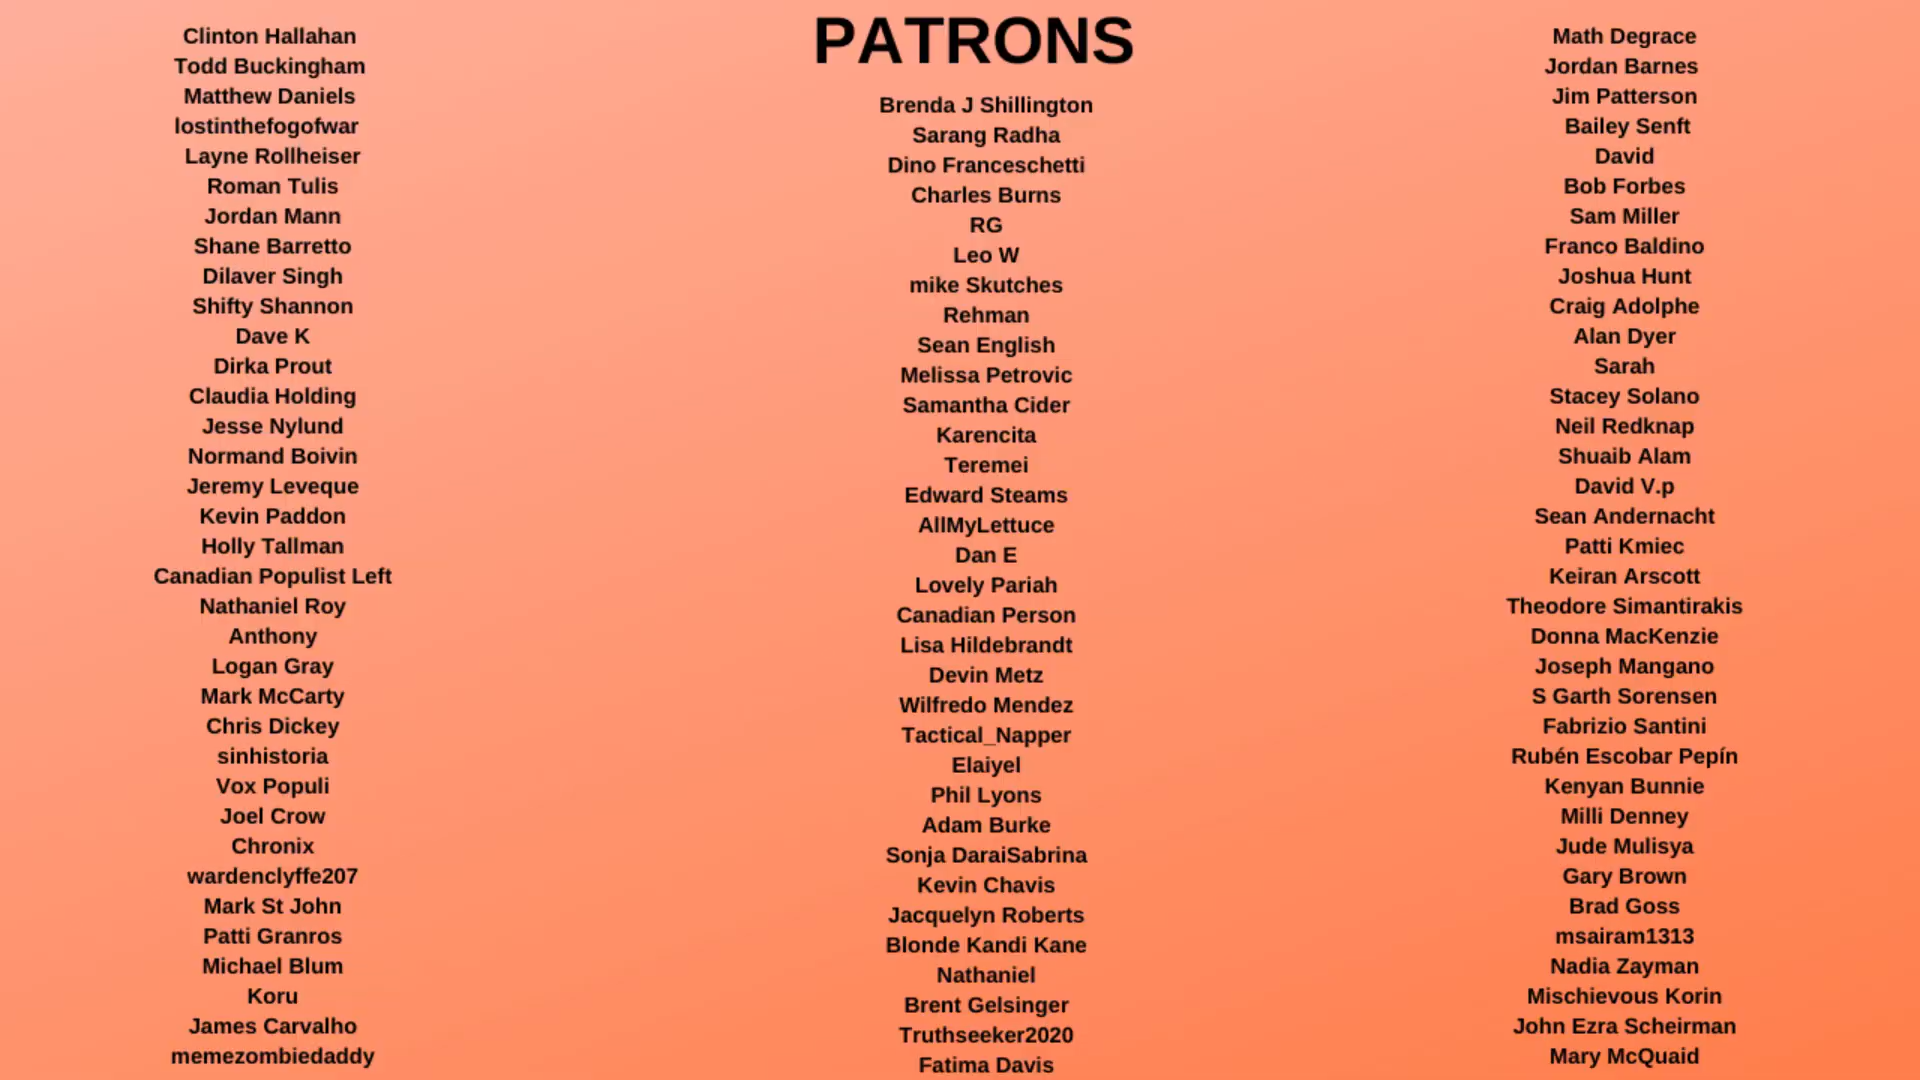 PATRONS
Clinton Hallahan
Todd Buckingham
Matthew Daniels
lostinthefogofwar
Layne Rollheiser
Roman Tulis
Jordan Mann
Shane Barretto
Dilaver Singh
Shifty Shannon
Dave K
Dirka Prout
Claudia Holding
Jesse Nylund
Normand Boivin
Jeremy Leveque
Kevin Paddon
Holly Tallman
Canadian Populist Left
Nathaniel Roy
Anthony
Logan Gray
Mark McCarty
Chris Dickey
sinhistoria
Vox Populi
Joel Crow
Chronix
wardenclyffe207
Mark St John
Patti Granros
Michael Blum
Koru
James Carvalho
memezombiedaddy
Brenda J Shillington
Sarang Radha
Dino Franceschetti
Charles Burns
RG
Leo W
mike Skutches
Rehman
Sean English
Melissa Petrovic
Samantha Cider
Karencita
Teremei
Edward Steams
AllMyLettuce
Dan E
Lovely Pariah
Canadian Person
Lisa Hildebrandt
Devin Metz
Wilfredo Mendez
Tactical_Napper
Elaiyel
Phil Lyons
Adam Burke
Sonja DaraiSabrina
Kevin Chavis
Jacquelyn Roberts
Blonde Kandi Kane
Nathaniel
Brent Gelsinger
Truthseeker2020
Fatima Davis
Math Degrace
Jordan Barnes
Jim Patterson
Bailey Senft
David
Bob Forbes
Sam Miller
Franco Baldino
Joshua Hunt
Craig Adolphe
Alan Dyer
Sarah
Stacey Solano
Neil Redknap
Shuaib Alam
David V.p
Sean Andernacht
Patti Kmiec
Keiran Arscott
Theodore Simantirakis
Donna MacKenzie
Joseph Mangano
S Garth Sorensen
Fabrizio Santini
Rubén Escobar Pepín
Kenyan Bunnie
Milli Denney
Jude Mulisya
Gary Brown
Brad Goss
msairam1313
Nadia Zayman
Mischievous Korin
John Ezra Scheirman
Mary McQuaid